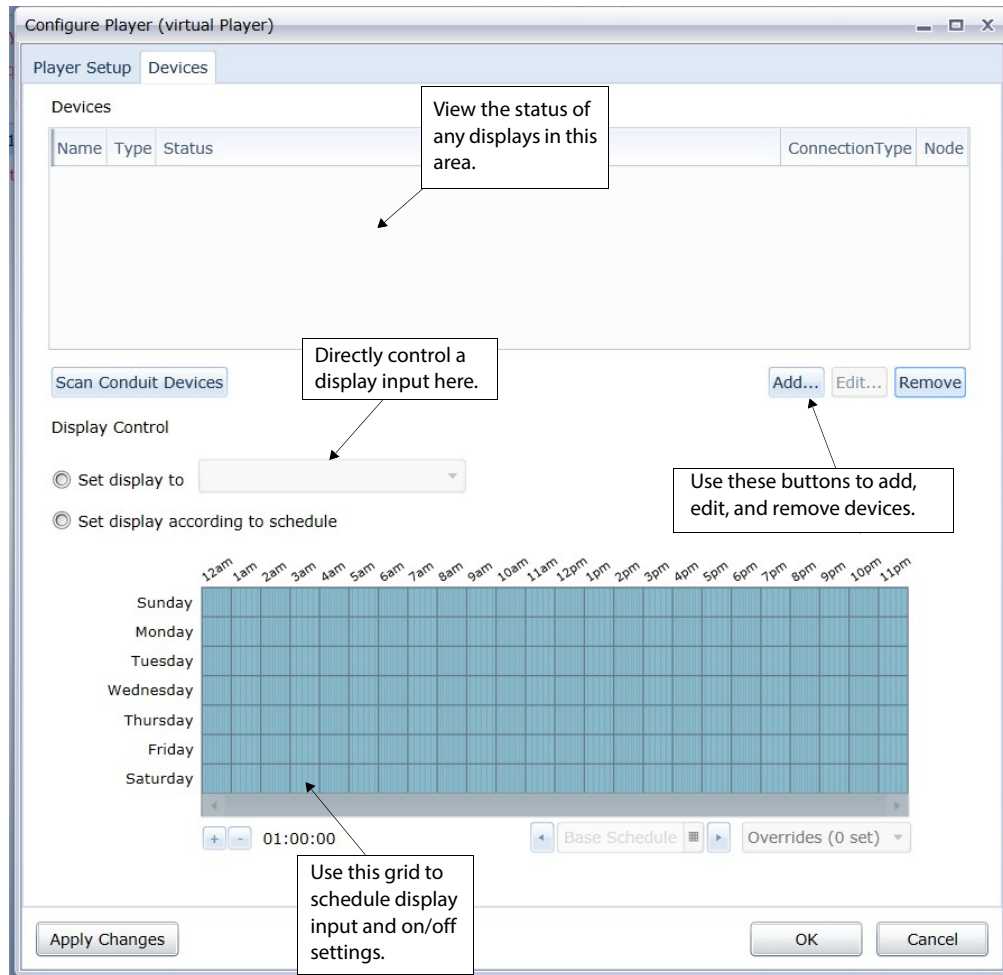 Configure Player (virtual Player)
Player Setup Devices
Devices
View the status of
any displays in this
area.
Name Type Status ConnectionType Node
Directly control a
display input here.
Scan Conduit Devices Add... Edit... Remove
Display Control
Set display to
Use these buttons to add,
edit, and remove devices.
Set display according to schedule
12am 1am 2am 3am 4am 5am 6am 7am 8am 9am 10am 11am 12pm 1pm 2pm 3pm 4pm 5pm 6pm 7pm 8pm 9pm 10pm 11pm
Sunday
Monday
Tuesday
Wednesday
Thursday
Friday
Saturday
+ - 01:00:00 Base Schedule Overrides (0 set)
Use this grid to
schedule display
input and on/off
settings.
Apply Changes OK Cancel